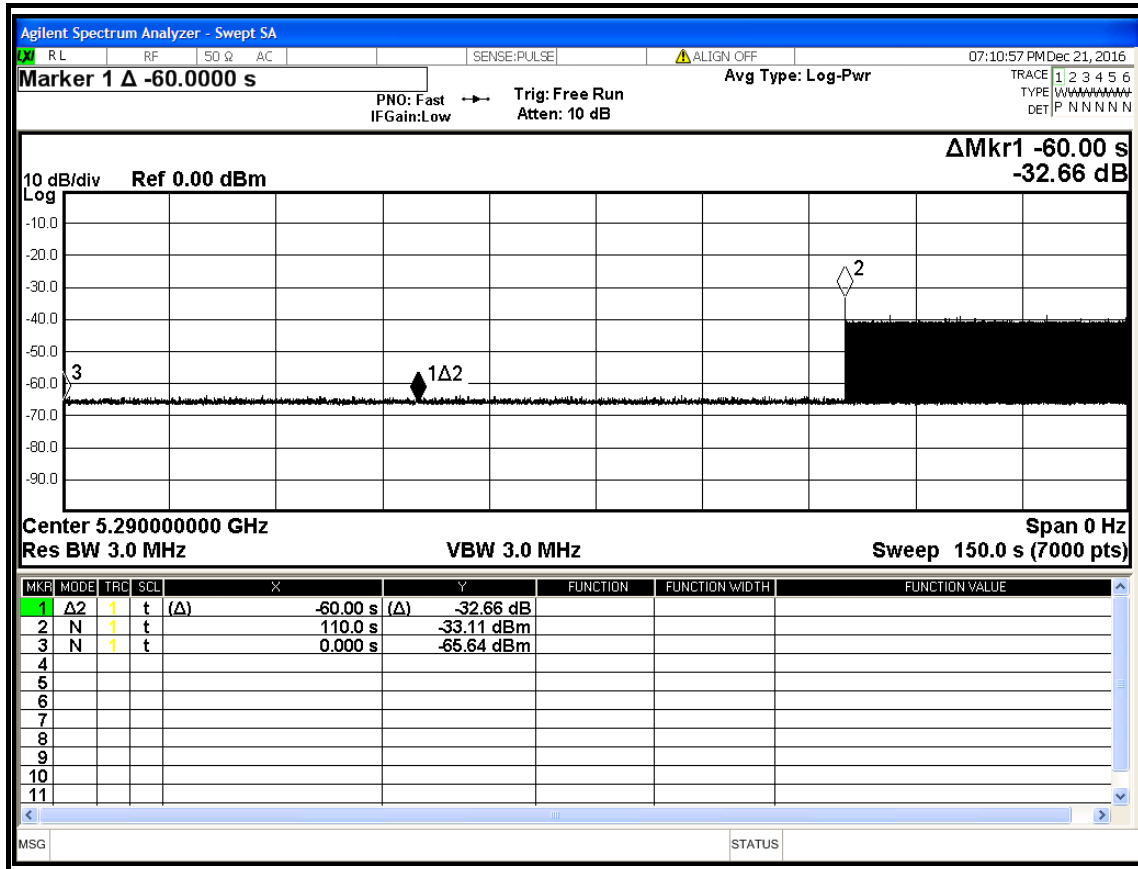 Agilent Spectrum Analyzer - Swept SA
LXI RL RF 50 Ω AC SENSE:PULSE ALIGN OFF 07:10:57 PM Dec 21, 2016
Marker 1 Δ -60.0000 s
PNO: Fast
IFGain:Low
Trig: Free Run
Atten: 10 dB
Avg Type: Log-Pwr
TRACE 1 2 3 4 5 6
TYPE
DET P N N N N N
ΔMkr1 -60.00 s
-32.66 dB
10 dB/div Ref 0.00 dBm
Log
-10.0
-20.0
2
-30.0
-40.0
-50.0
3 1Δ2
-60.0
-70.0
-80.0
-90.0
Center 5.290000000 GHz Span 0 Hz
Res BW 3.0 MHz VBW 3.0 MHz Sweep 150.0 s (7000 pts)
MKR MODE TRC SCL X Y FUNCTION FUNCTION WIDTH FUNCTION VALUE
1 Δ2 1 t (Δ) -60.00 s (Δ) -32.66 dB
2 N 1 t 110.0 s -33.11 dBm
3 N 1 t 0.000 s -65.64 dBm
4
5
6
7
8
9
10
11
MSG STATUS